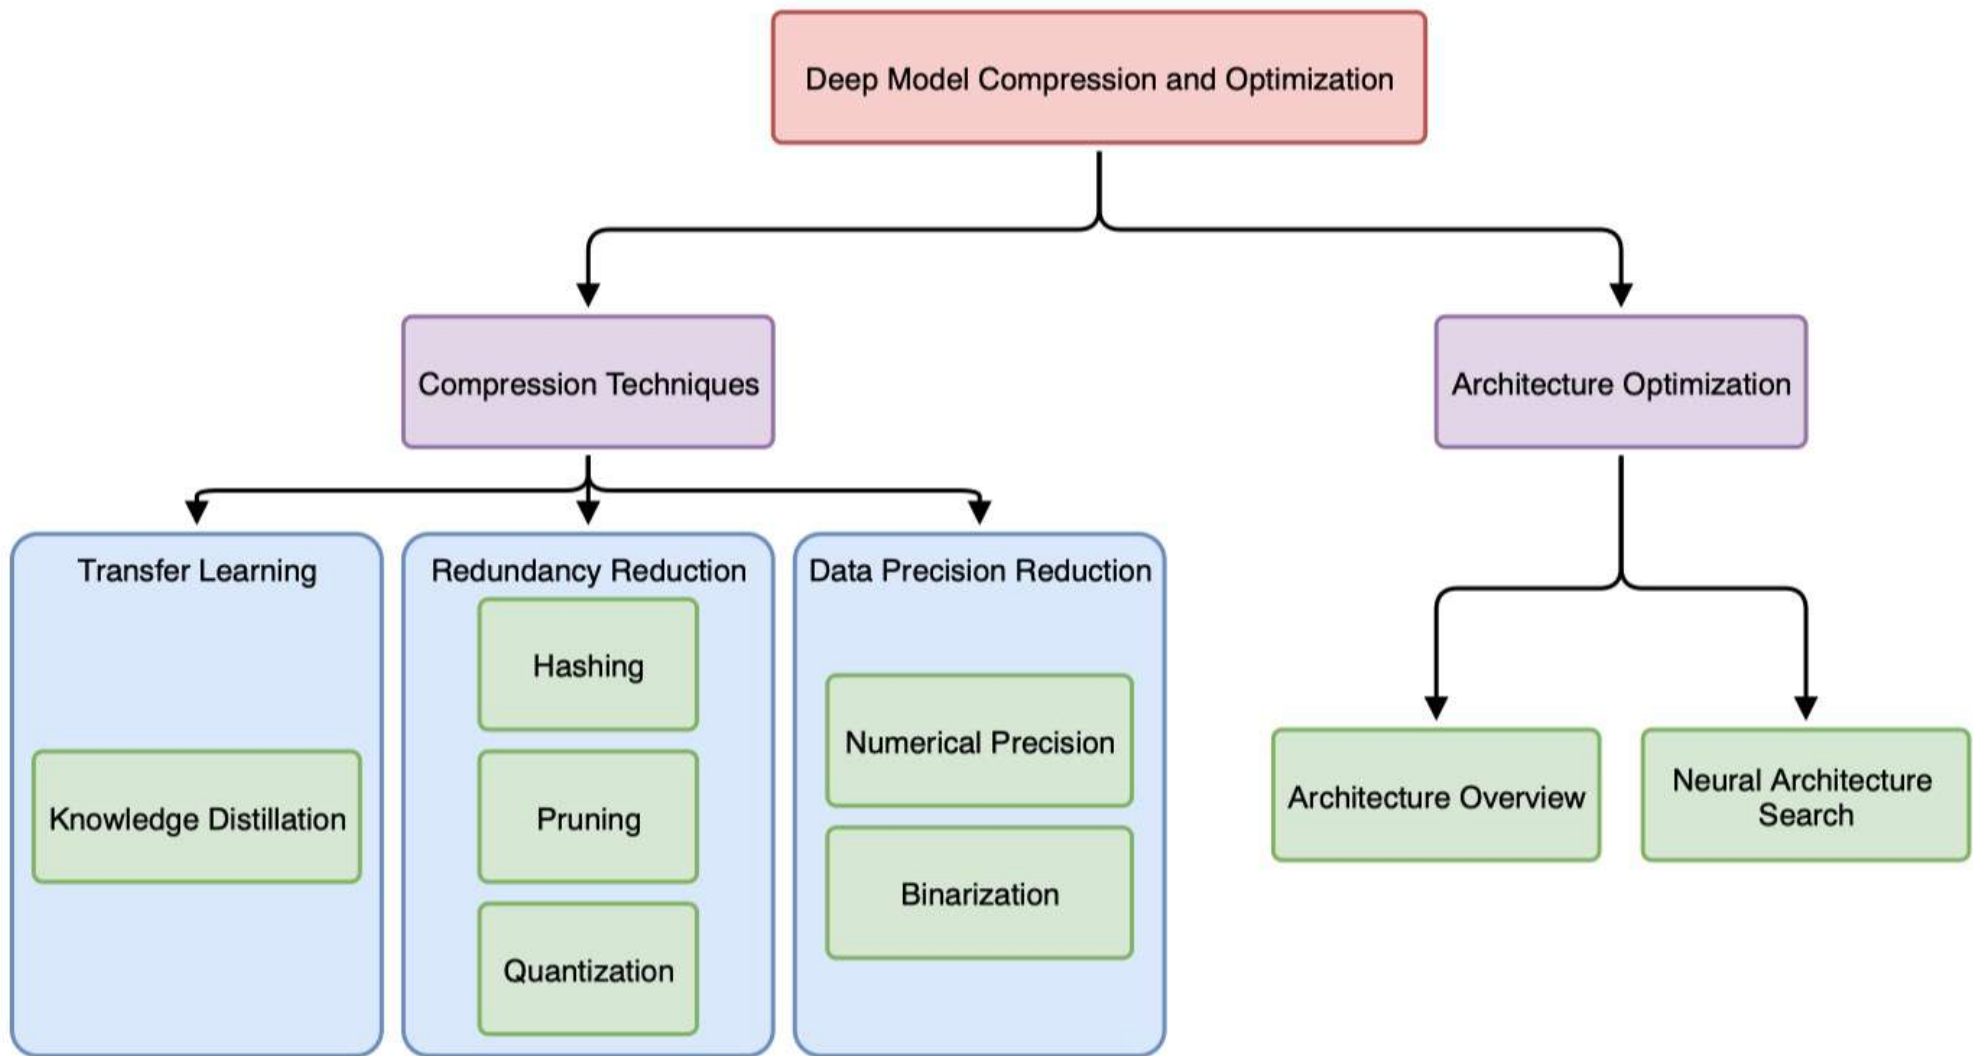 Deep Model Compression and Optimization
Compression Techniques
Architecture Optimization
Transfer Learning
Knowledge Distillation
Redundancy Reduction
Hashing
Pruning
Quantization
Data Precision Reduction
Numerical Precision
Binarization
Architecture Overview
Neural Architecture
Search